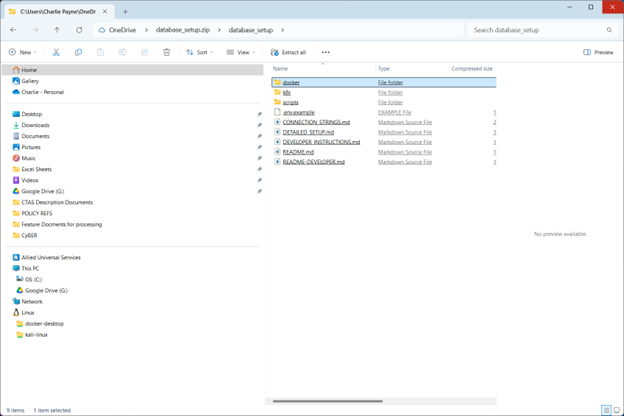 C:\Users\Charlie Payne\OneDr
OneDrive > database_setup.zip > database_setup >
Search database_setup
New
Sort
View
Extract all
Preview
Home
Gallery
Charlie - Personal
Desktop
Downloads
Documents
Pictures
Music
Excel Sheets
Videos
Google Drive (G:)
CTAS Description Documents
POLICY REFS
Feature Docments for processing
CyBER
Allied Universal Services
This PC
OS (C:)
Google Drive (G:)
Network
Linux
docker-desktop
kali-linux
Name Type Compressed size
docker File folder
k8s File folder
scripts File folder
.env.example EXAMPLE File 1
CONNECTION_STRINGS.md Markdown Source File 2
DETAILED_SETUP.md Markdown Source File 3
DEVELOPER_INSTRUCTIONS.md Markdown Source File 1
README.md Markdown Source File 1
README-DEVELOPER.md Markdown Source File 1
No preview available.
9 items 1 item selected